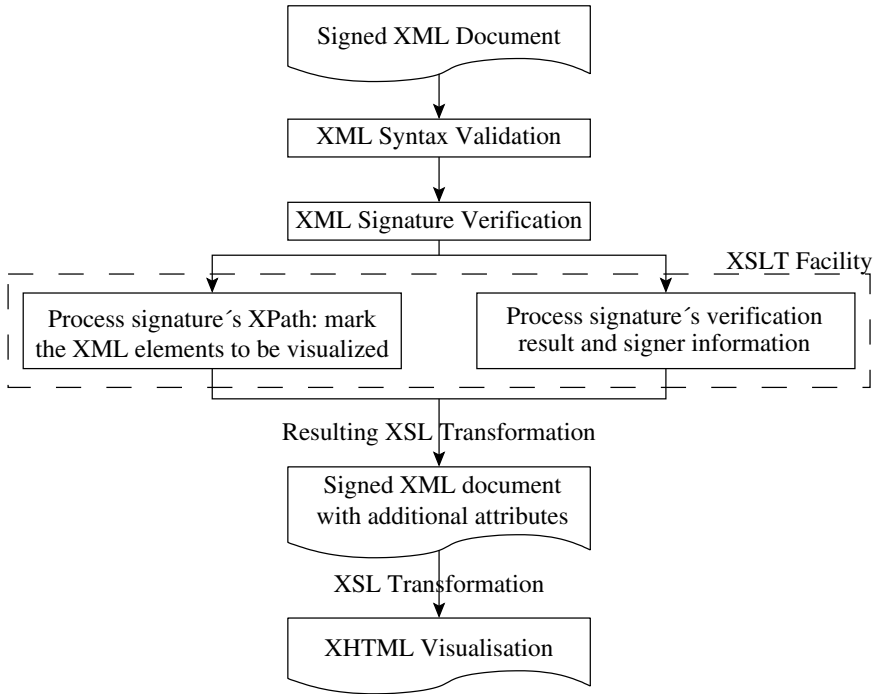 Signed XML Document
XML Syntax Validation
XML Signature Verification
XSLT Facility
Process signature´s XPath: mark
the XML elements to be visualized
Process signature´s verification
result and signer information
Resulting XSL Transformation
Signed XML document
with additional attributes
XSL Transformation
XHTML Visualisation